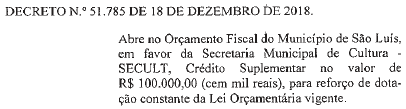 DECRETO N.º 51.785 DE 18 DE DEZEMBRO DE 2018.
Abre no Orçamento Fiscal do Município de São Luís,
em favor da Secretaria Municipal de Cultura -
SECULT, Crédito Suplementar no valor de
R$ 100.000,00 (cem mil reais), para reforço de dota-
ção constante da Lei Orçamentária vigente.